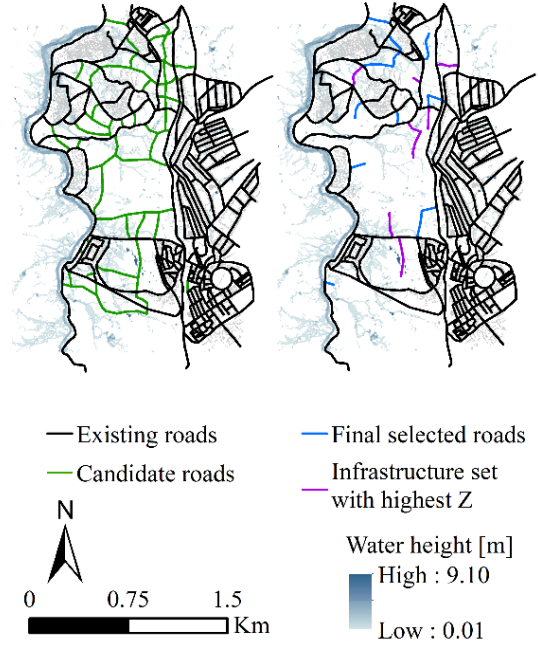 Existing roads
Candidate roads
Final selected roads
Infrastructure set
with highest Z
N
0 0.75 1.5
Km
Water height [m]
High : 9.10
Low : 0.01